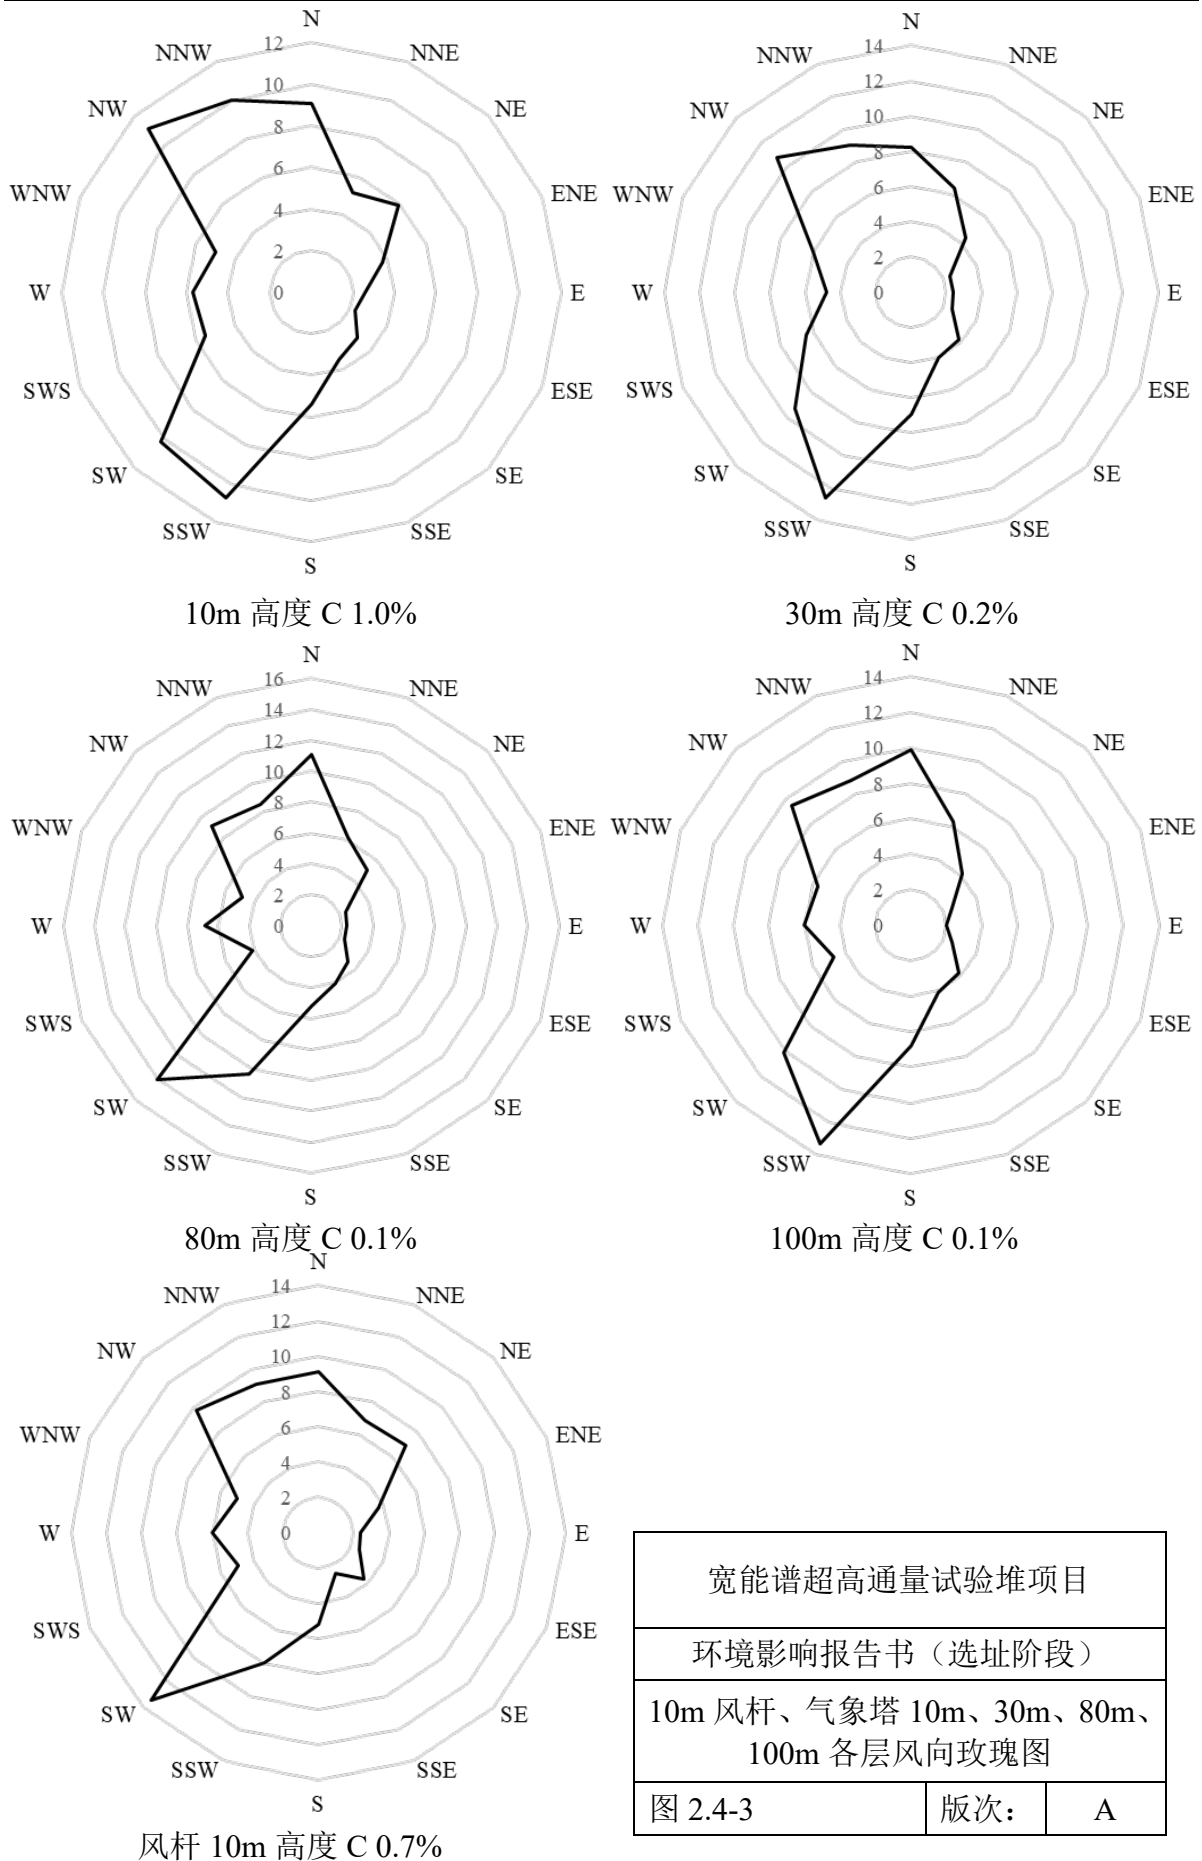 N
NNE
NE
ENE
E
ESE
SE
SSE
S
SSW
SW
SWS
W
WNW
NW
NNW
12
10
8
6
4
2
0
10m 高度 C 1.0%
N
NNE
NE
ENE
E
ESE
SE
SSE
S
SSW
SW
SWS
W
WNW
NW
NNW
14
12
10
8
6
4
2
0
30m 高度 C 0.2%
N
NNE
NE
ENE
E
ESE
SE
SSE
S
SSW
SW
SWS
W
WNW
NW
NNW
16
14
12
10
8
6
4
2
0
80m 高度 C 0.1%
N
NNE
NE
ENE
E
ESE
SE
SSE
S
SSW
SW
SWS
W
WNW
NW
NNW
14
12
10
8
6
4
2
0
100m 高度 C 0.1%
N
NNE
NE
ENE
E
ESE
SE
SSE
S
SSW
SW
SWS
W
WNW
NW
NNW
14
12
10
8
6
4
2
0
风杆 10m 高度 C 0.7%
宽能谱超高通量试验堆项目
环境影响报告书（选址阶段）
10m 风杆、气象塔 10m、30m、80m、
100m 各层风向玫瑰图
图 2.4-3 版次： A